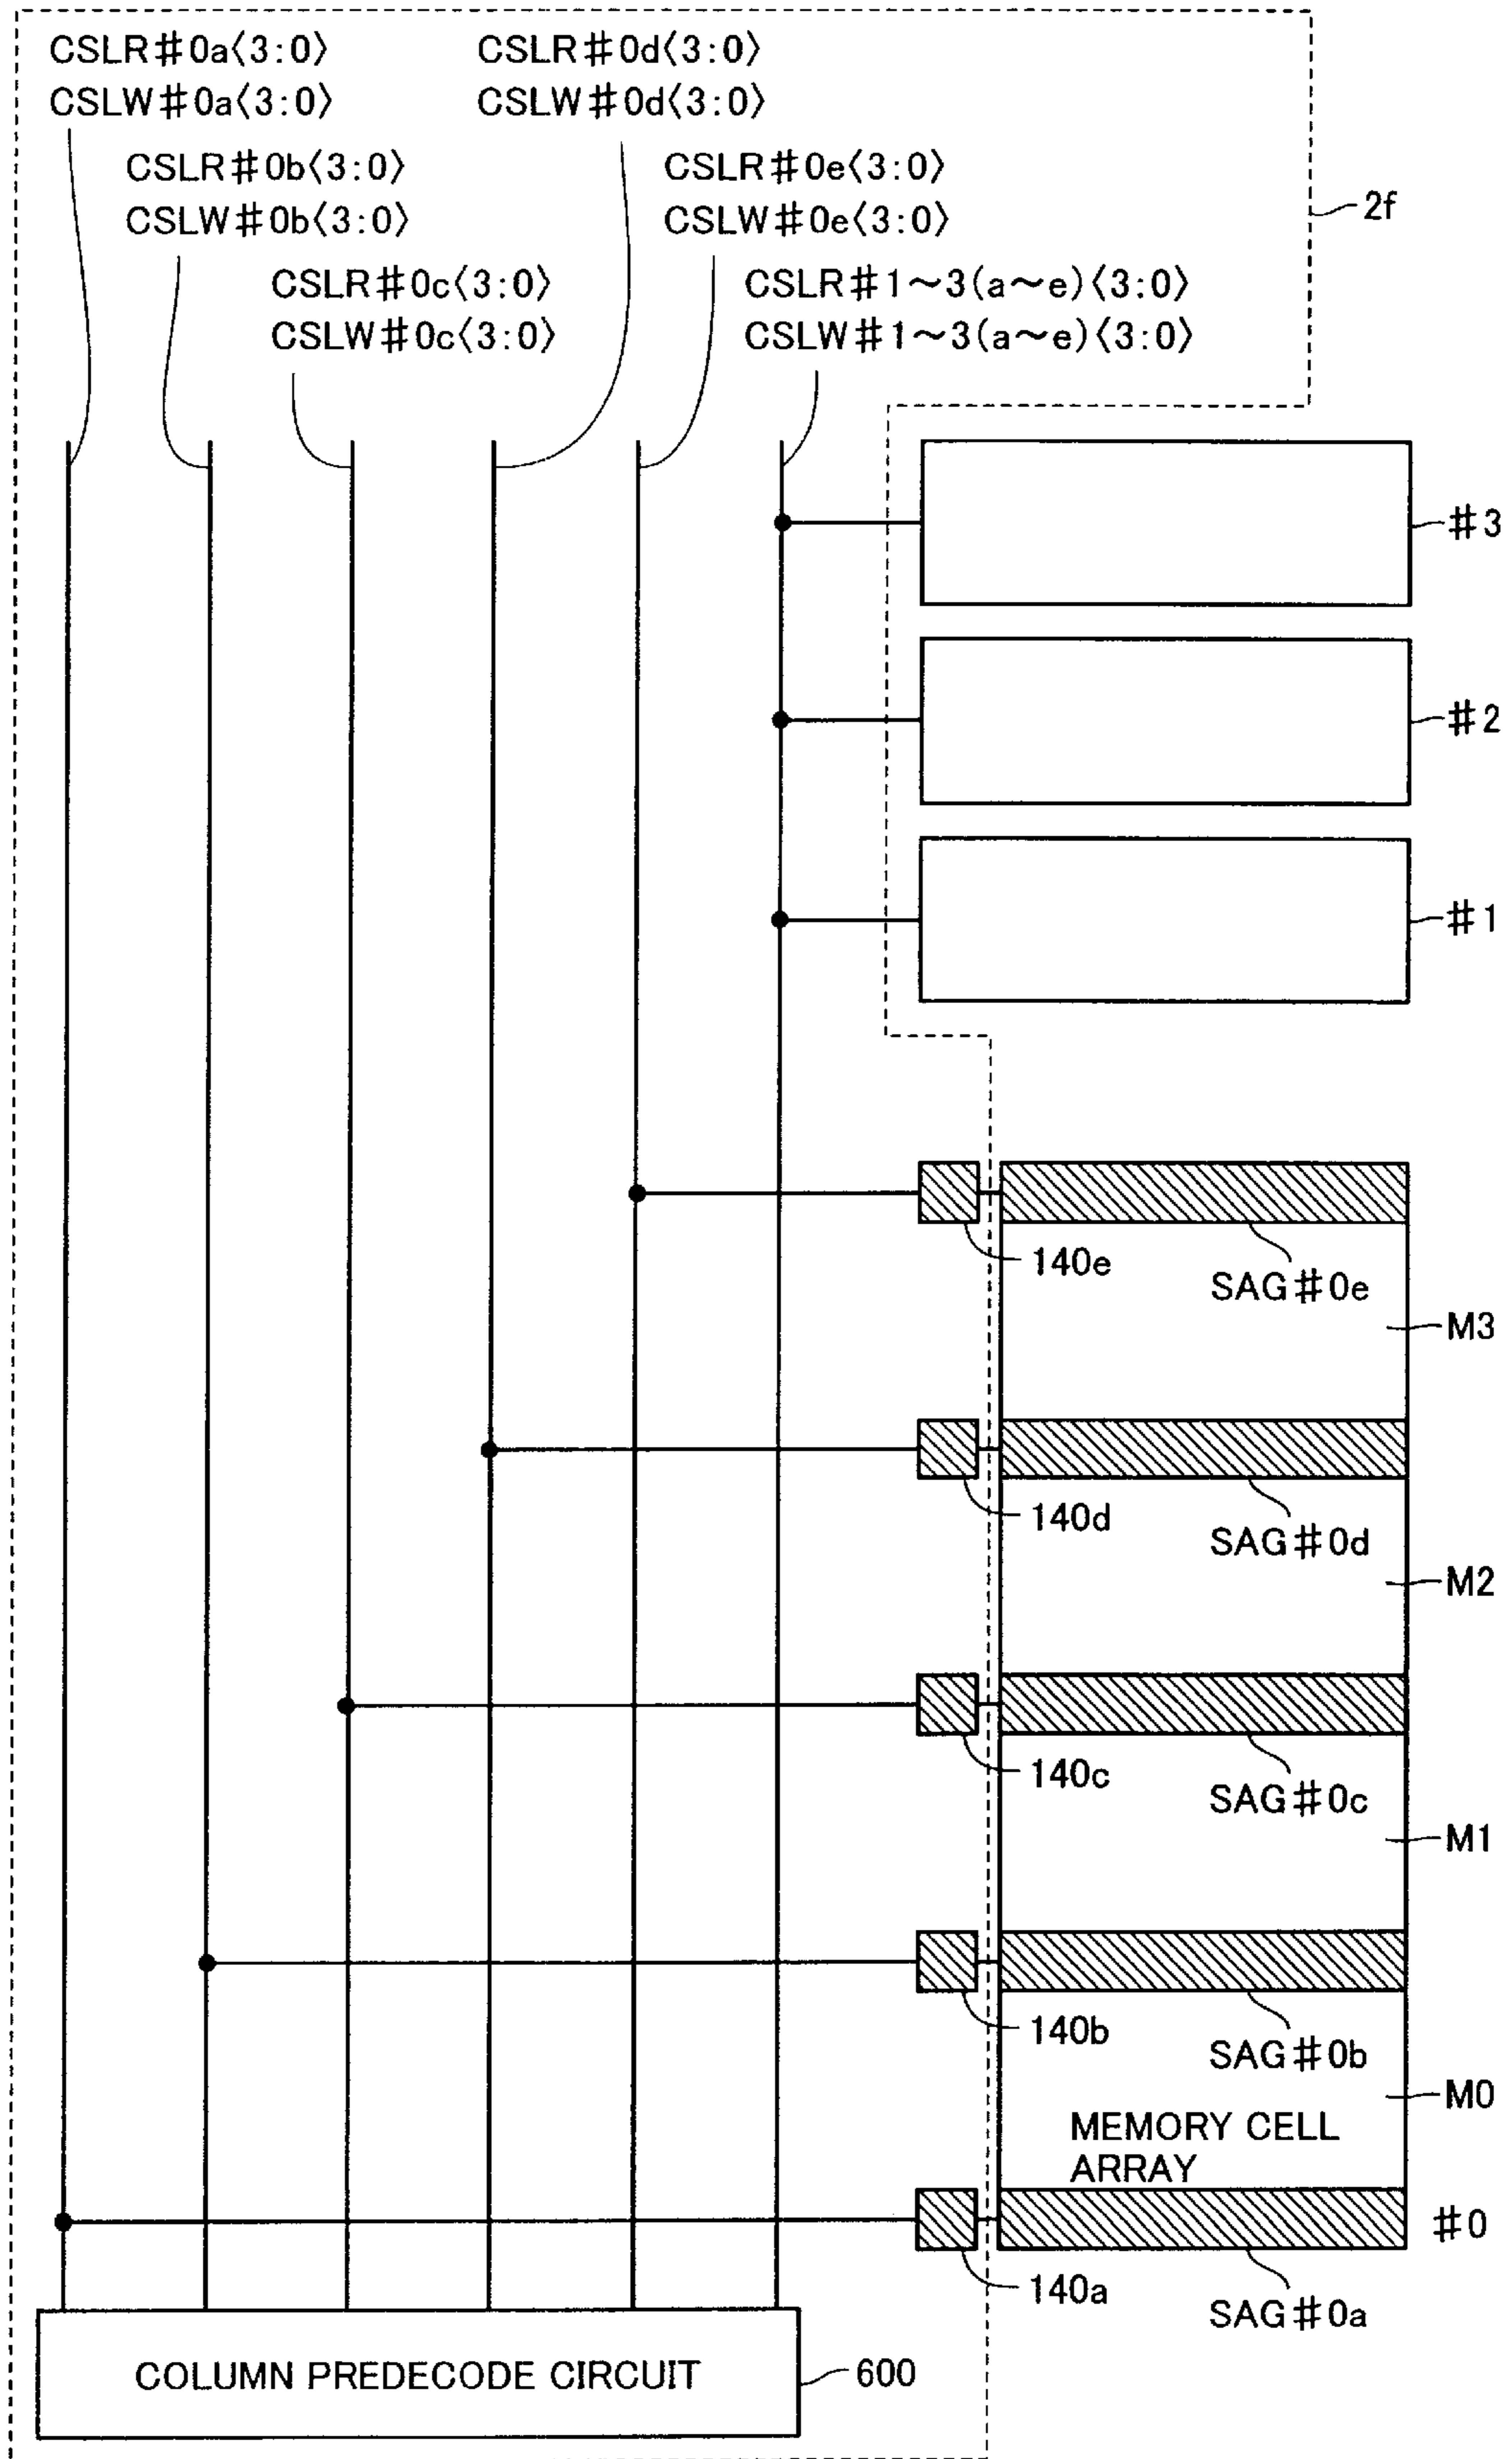 CSLR#0a〈3:0〉
CSLW#0a〈3:0〉
CSLR#0d〈3:0〉
CSLW#0d〈3:0〉
CSLR#0b〈3:0〉
CSLW#0b〈3:0〉
CSLR#0e〈3:0〉
CSLW#0e〈3:0〉
2f
CSLR#0c〈3:0〉
CSLW#0c〈3:0〉
CSLR#1~3(a~e)〈3:0〉
CSLW#1~3(a~e)〈3:0〉
#3
#2
#1
140e
SAG#0e
M3
140d
SAG#0d
M2
140c
SAG#0c
M1
140b
SAG#0b
M0
MEMORY CELL
ARRAY
#0
140a
SAG#0a
COLUMN PREDECODE CIRCUIT
600